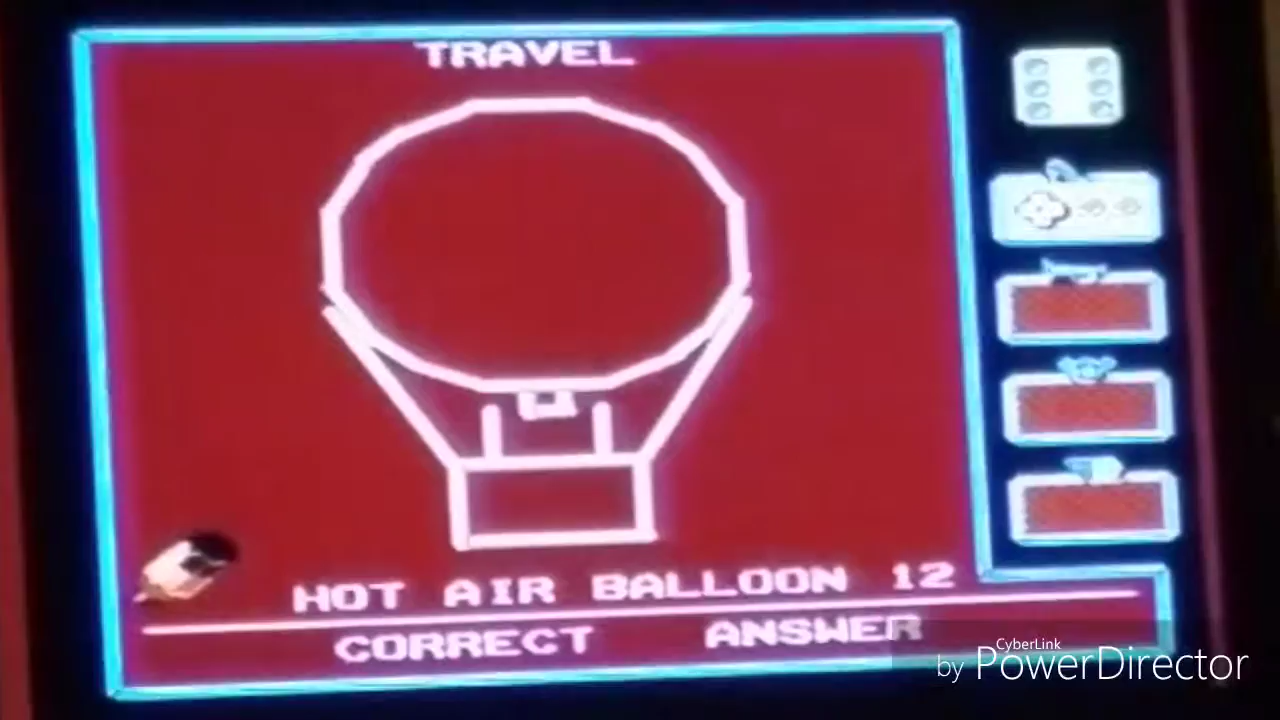 TRAVEL
HOT AIR BALLOON 12
CORRECT ANSWER
CyberLink
by PowerDirector